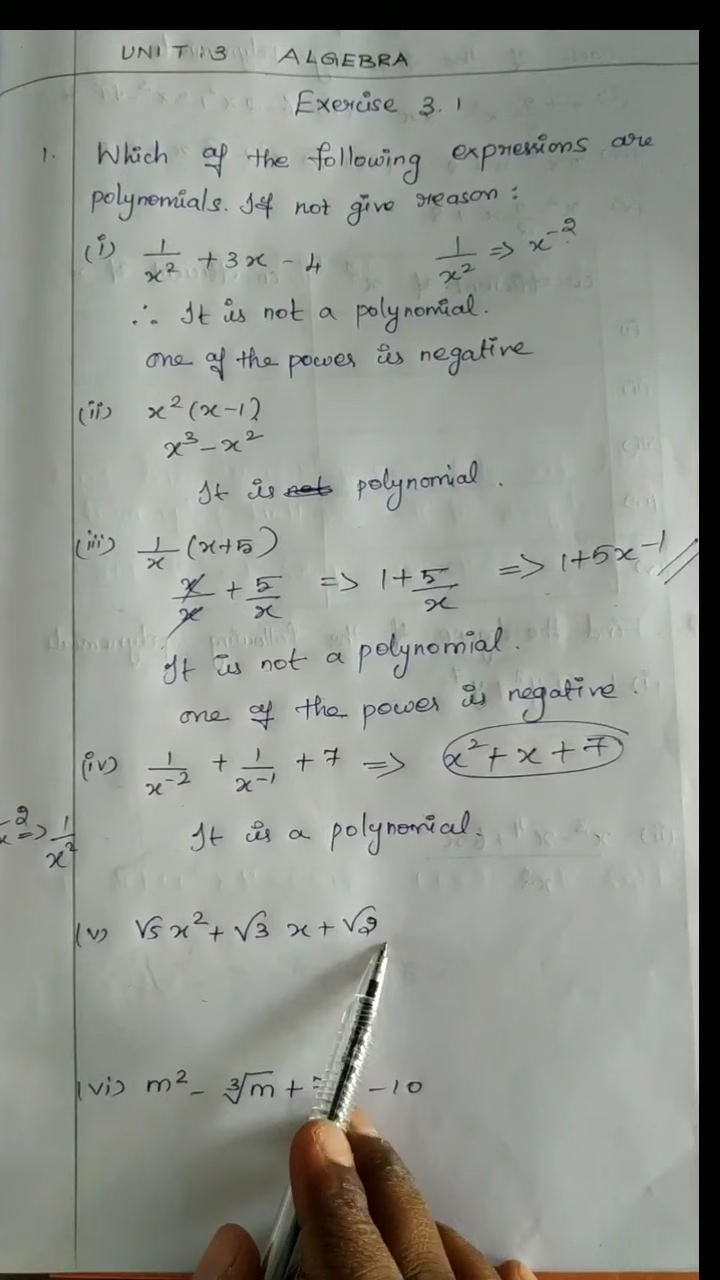 UNIT:3 ALGEBRA
Exercise 3.1
1. Which of the following expressions are
polynomials. If not give reason:
(i) 1/x² + 3x - 4 1/x² => x⁻²
∴ It is not a polynomial.
one of the power is negative
(ii) x²(x-1)
x³ - x²
It is not polynomial.
(iii) 1/x (x+5)
x/x + 5/x => 1 + 5/x => 1+5x⁻¹ //
It is not a polynomial.
one of the power is negative.
(iv) 1/x⁻² + 1/x⁻¹ + 7 => x² + x + 7
x⁻² => 1/x² It is a polynomial.
(v) √5 x² + √3 x + √2
(vi) m² - ∛m + - 10